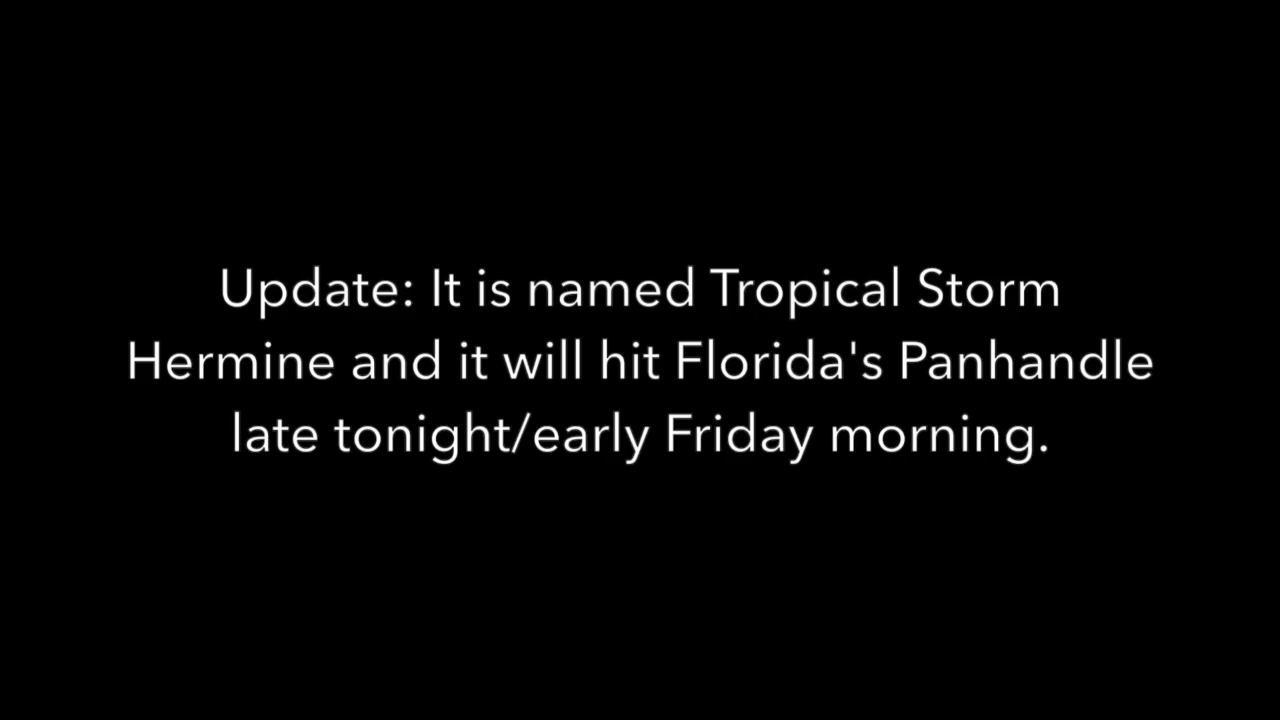 Update: It is named Tropical Storm
Hermine and it will hit Florida's Panhandle
late tonight/early Friday morning.